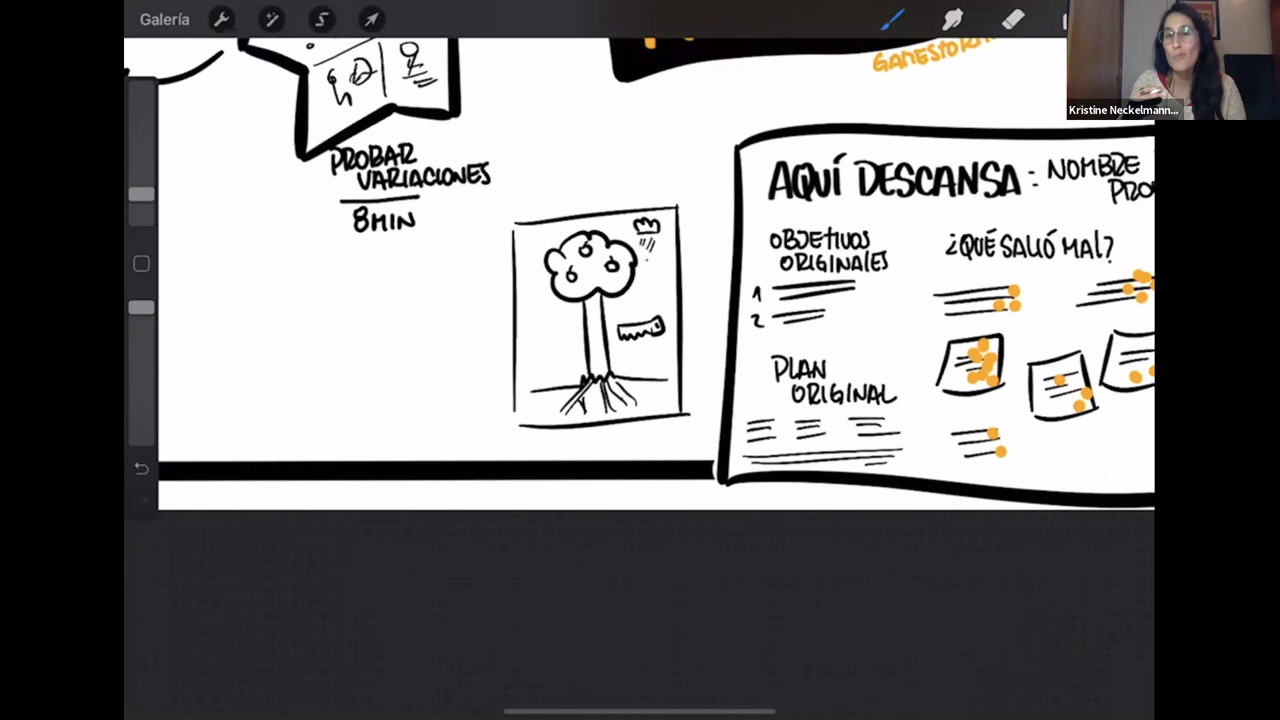 Galería
GAMESTORM
Kristine Neckelmann...
PROBAR
VARIACIONES
8MIN
AQUÍ DESCANSA: NOMBRE
OBJETIVOS
ORIGINALES
¿QUÉ SALIÓ MAL?
1
2
PLAN
ORIGINAL